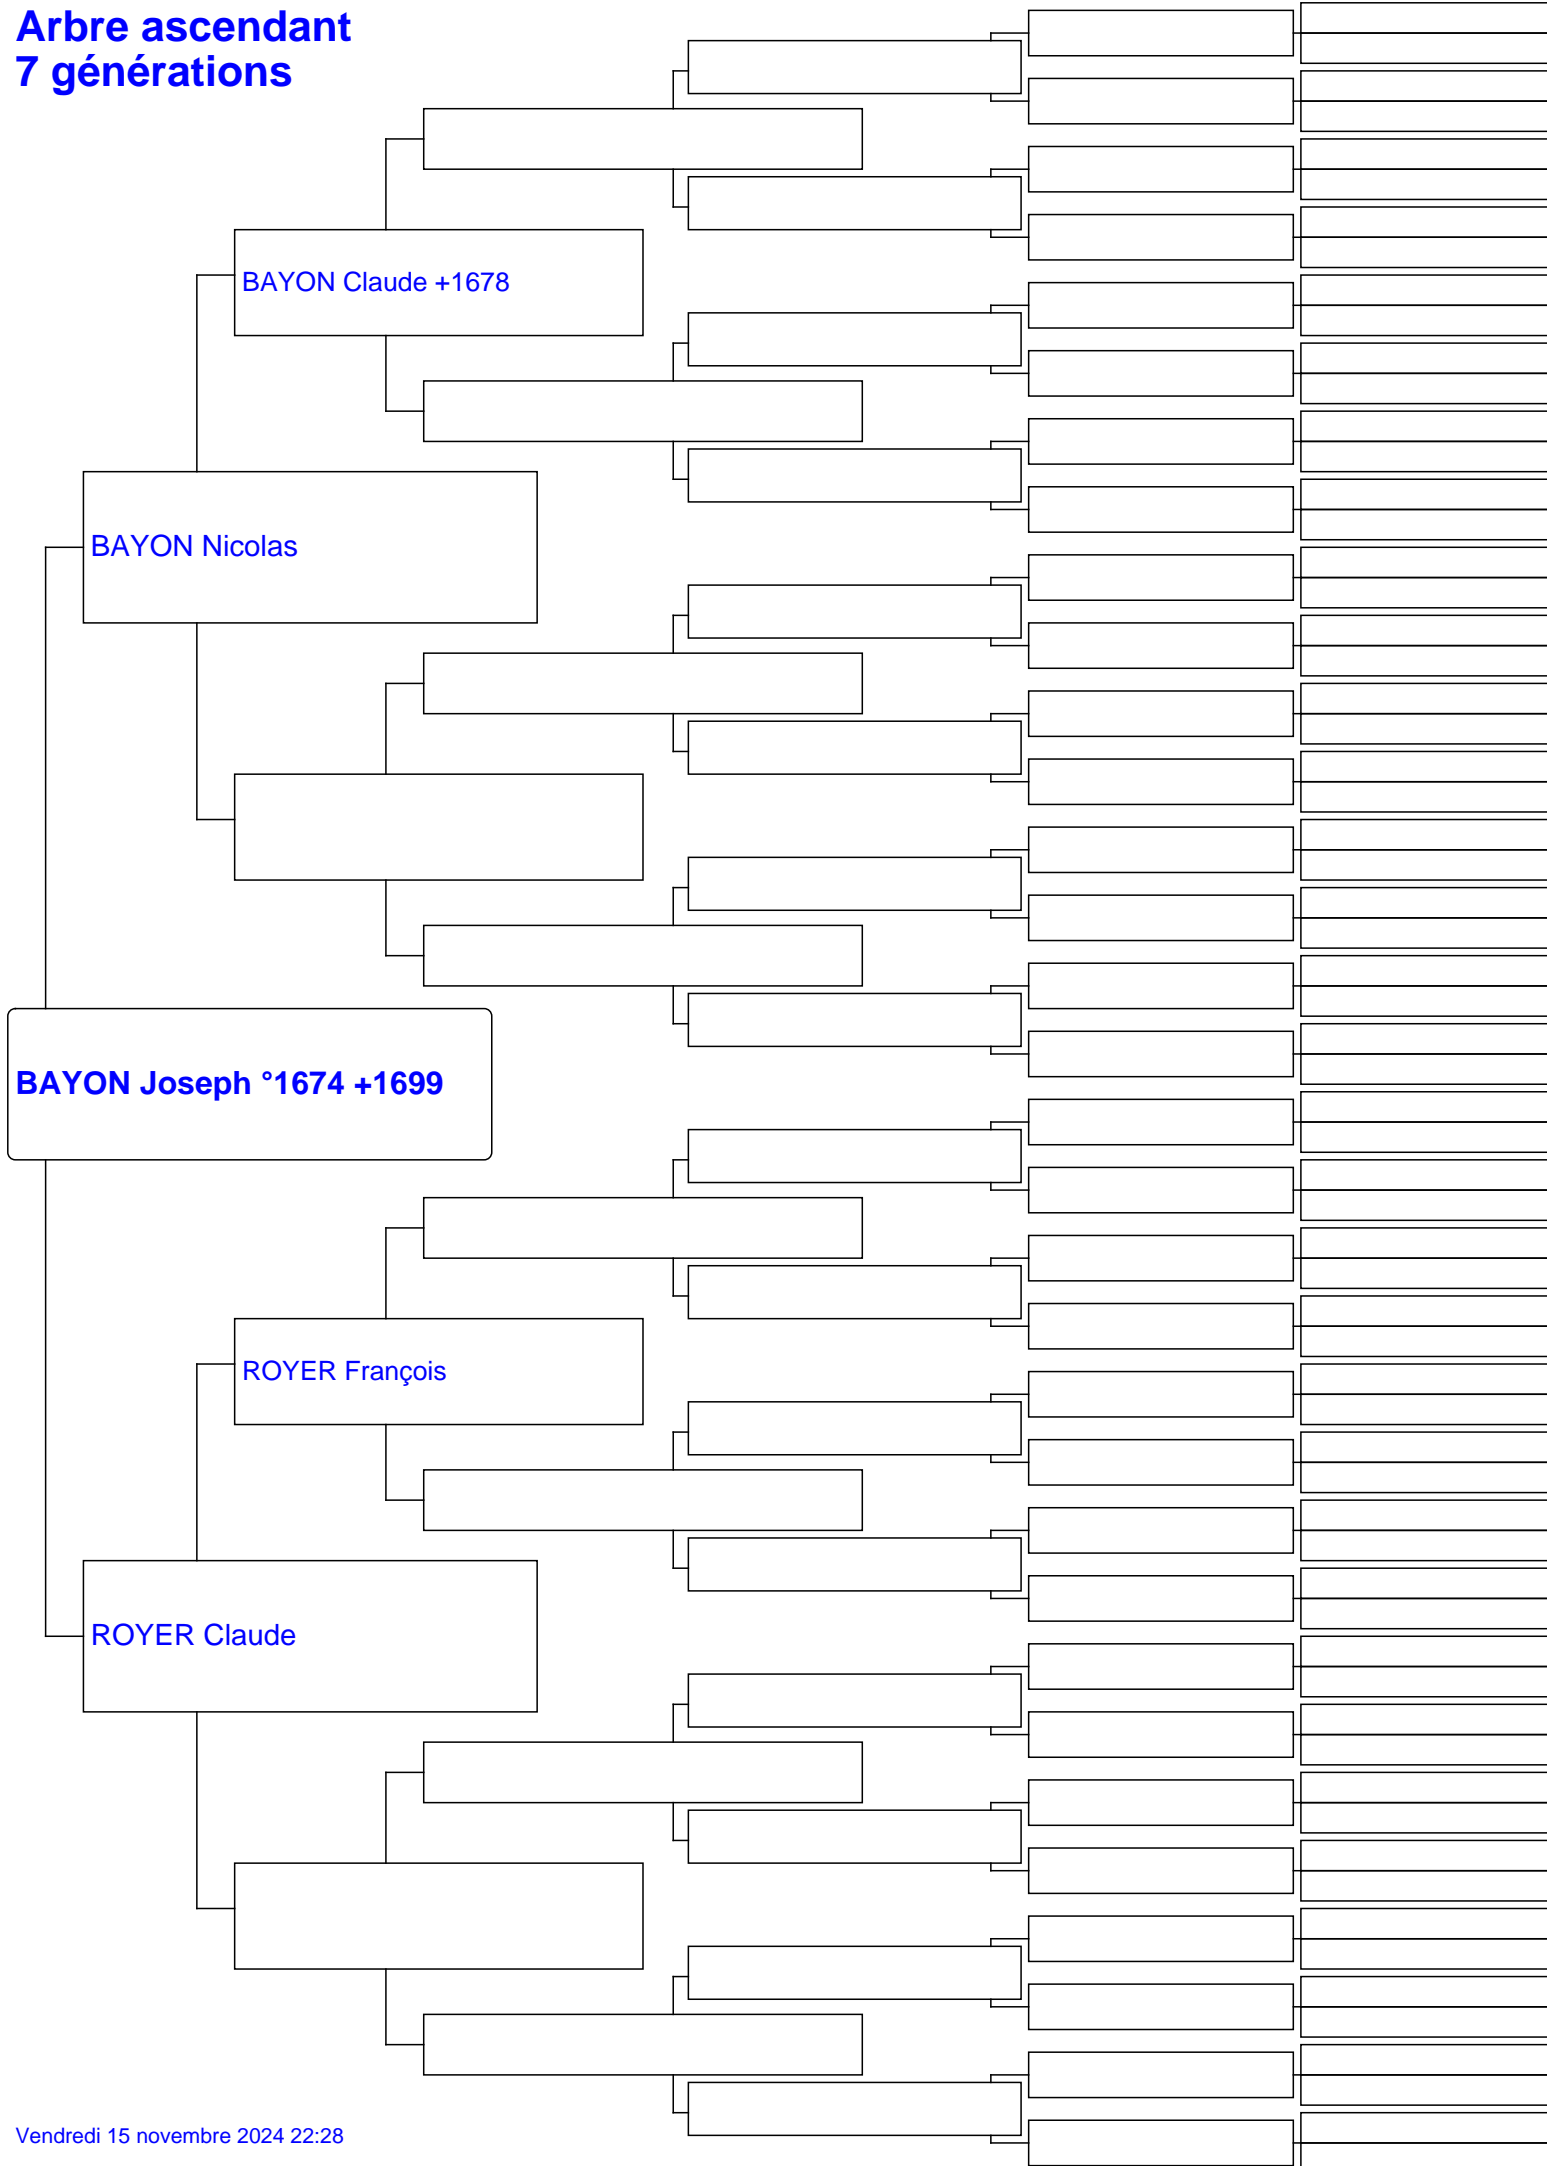 Arbre ascendant
7 générations
BAYON Claude +1678
BAYON Nicolas
BAYON Joseph °1674 +1699
ROYER François
ROYER Claude
Vendredi 15 novembre 2024 22:28